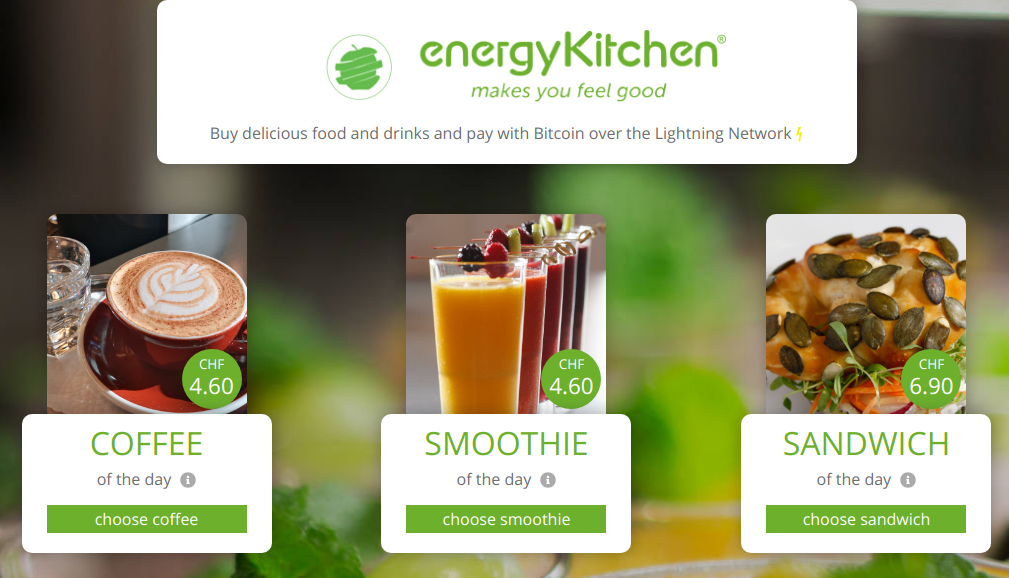 energyKitchen®
makes you feel good
Buy delicious food and drinks and pay with Bitcoin over the Lightning Network
CHF
4.60
COFFEE
of the day
choose coffee
CHF
4.60
SMOOTHIE
of the day
choose smoothie
CHF
6.90
SANDWICH
of the day
choose sandwich